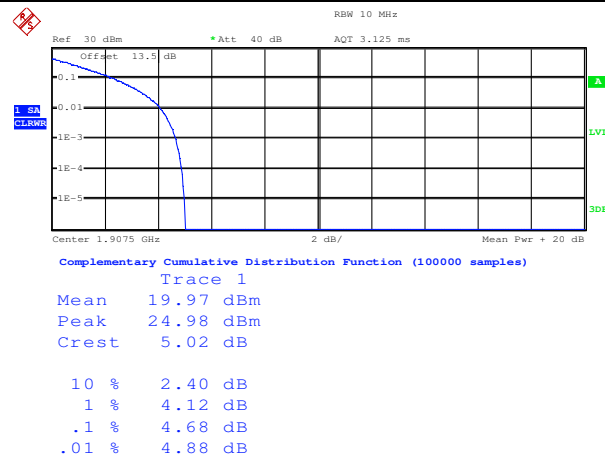 RBW 10 MHz
Ref 30 dBm *Att 40 dB AQT 3.125 ms
Offset 13.5 dB
0.1
0.01
1E-3
1E-4
1E-5
1 SA
CLRWR
A
LVL
3DB
Center 1.9075 GHz 2 dB/ Mean Pwr + 20 dB
Complementary Cumulative Distribution Function (100000 samples)
Trace 1
Mean 19.97 dBm
Peak 24.98 dBm
Crest 5.02 dB
10 % 2.40 dB
1 % 4.12 dB
.1 % 4.68 dB
.01 % 4.88 dB